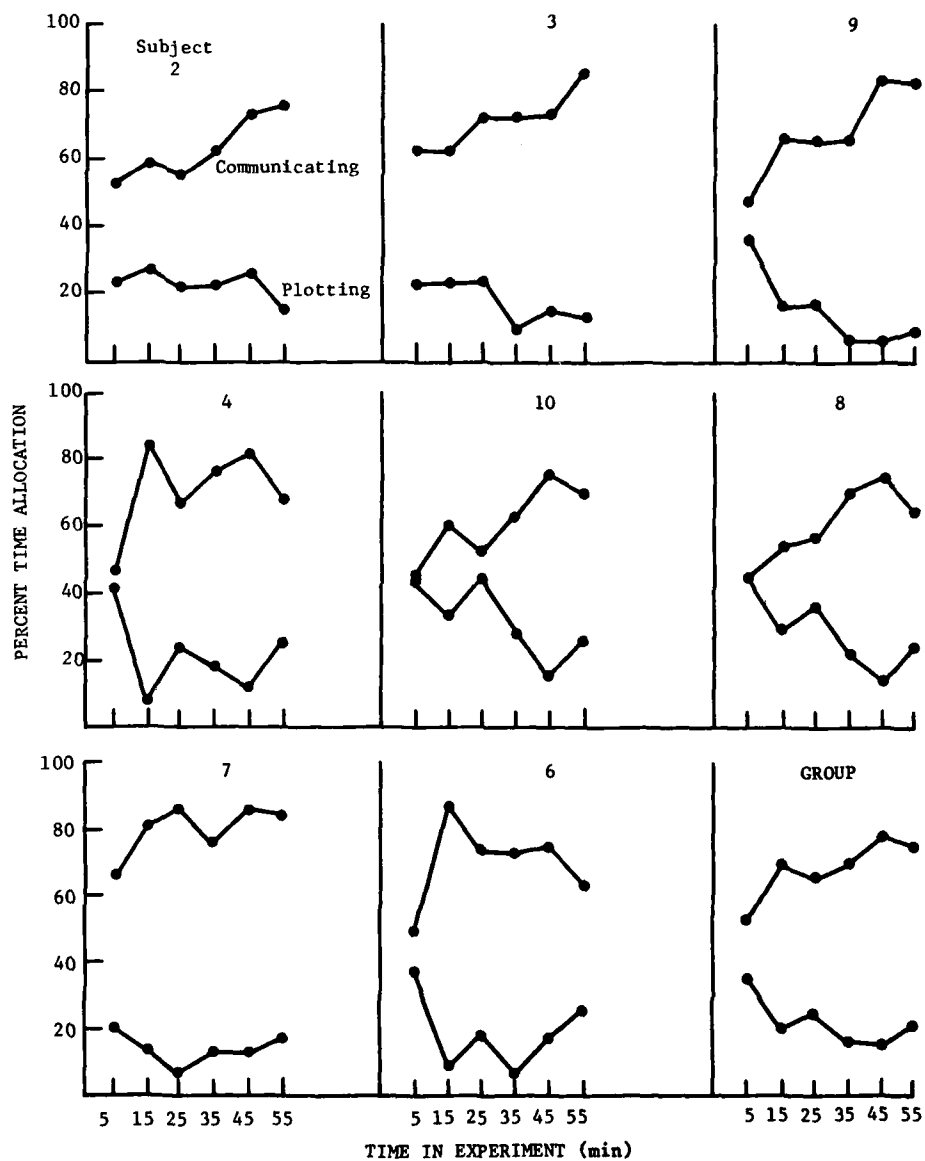 100
80
60
40
20
Subject
2
Communicating
Plotting
3
9
PERCENT TIME ALLOCATION
100
80
60
40
20
4
10
8
100
80
60
40
20
7
6
GROUP
5 15 25 35 45 55
5 15 25 35 45 55
5 15 25 35 45 55
TIME IN EXPERIMENT (min)